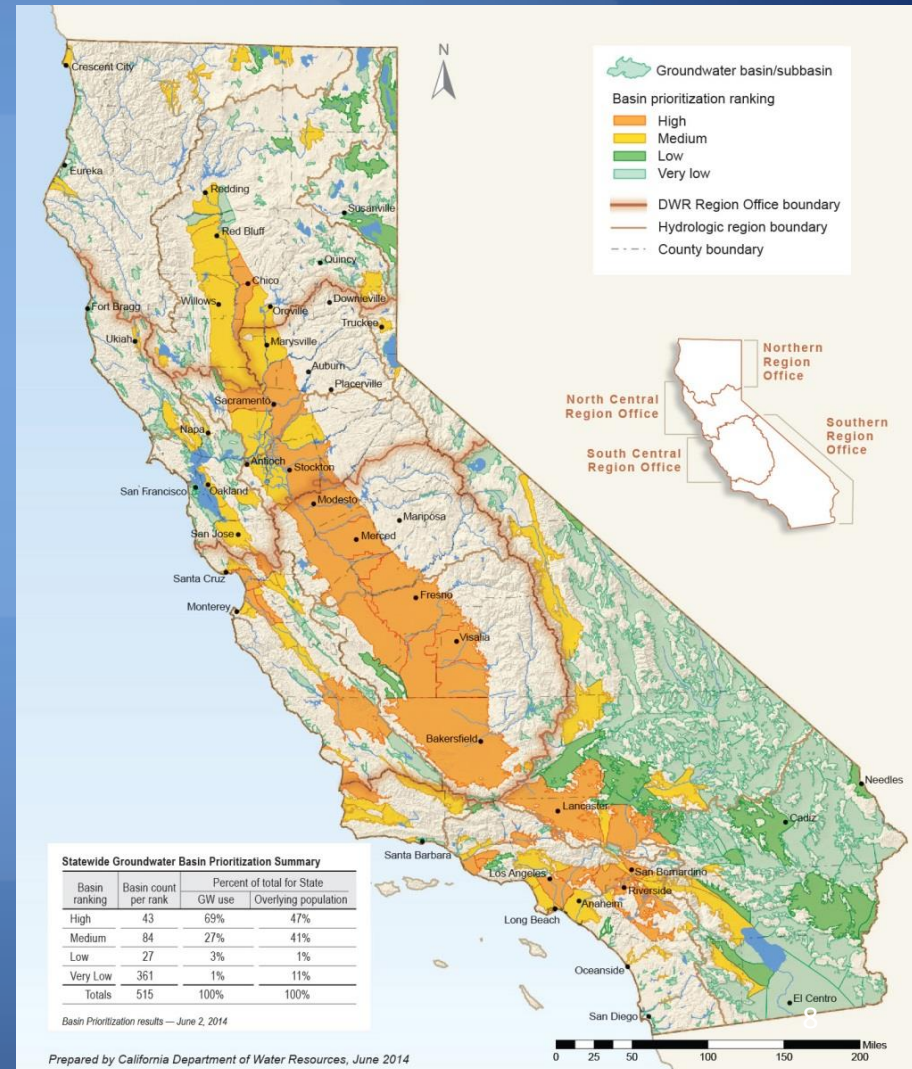 N
Groundwater basin/subbasin
Basin prioritization ranking
High
Medium
Low
Very low
DWR Region Office boundary
Hydrologic region boundary
County boundary
Crescent City
Eureka
Redding
Susanville
Red Bluff
Quincy
Chico
Fort Bragg
Willows
Oroville
Downieville
Truckee
Ukiah
Marysville
Auburn
Placerville
Sacramento
Napa
Antioch
Stockton
San Francisco
Oakland
Modesto
Mariposa
San Jose
Merced
Santa Cruz
Fresno
Monterey
Visalia
Bakersfield
Needles
Lancaster
Cadiz
Santa Barbara
Los Angeles
San Bernardino
Riverside
Anaheim
Long Beach
Oceanside
El Centro
San Diego
Northern
Region
Office
North Central
Region Office
Southern
Region
Office
South Central
Region Office
Statewide Groundwater Basin Prioritization Summary
Basin ranking Basin count per rank Percent of total for State
GW use Overlying population
High 43 69% 47%
Medium 84 27% 41%
Low 27 3% 1%
Very Low 361 1% 11%
Totals 515 100% 100%
Basin Prioritization results — June 2, 2014
8
Miles
0 25 50 100 150 200
Prepared by California Department of Water Resources, June 2014